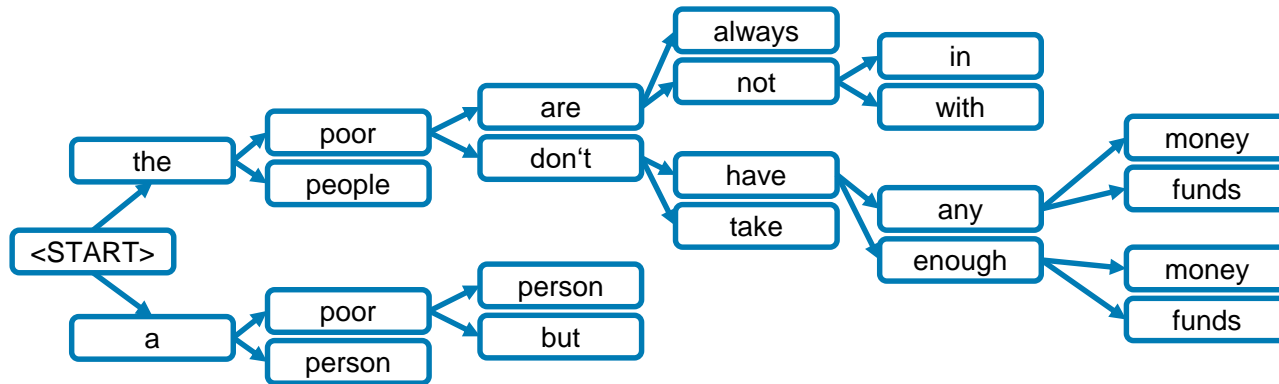 always
in
not
are
with
poor
money
the
don‘t
have
people
funds
any
take
<START>
enough
person
money
poor
a
but
funds
person